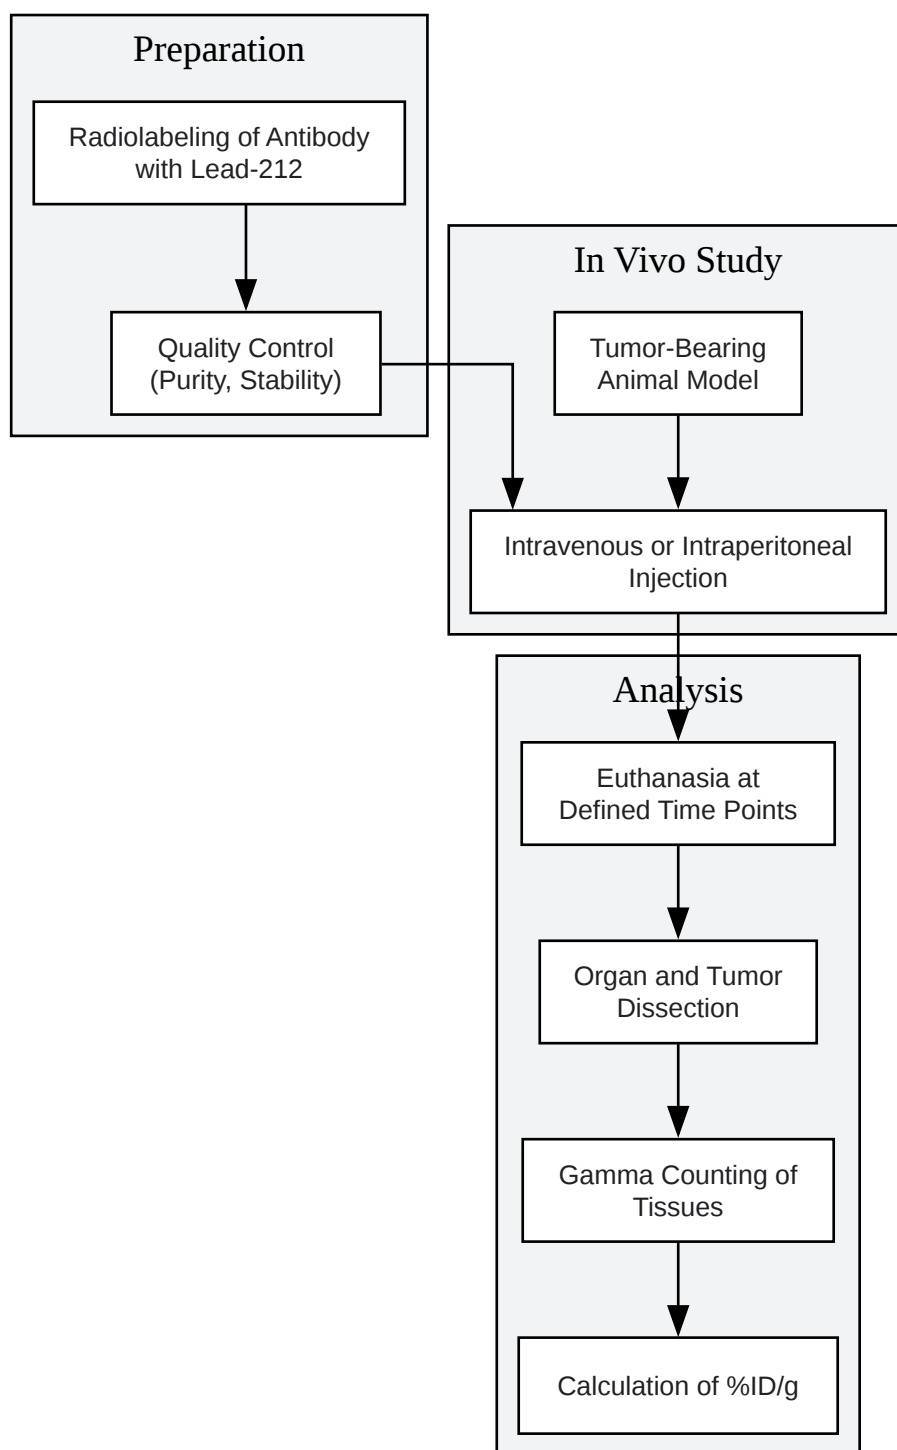 Preparation
Radiolabeling of Antibody
with Lead-212
Quality Control
(Purity, Stability)
In Vivo Study
Tumor-Bearing
Animal Model
Intravenous or Intraperitoneal
Injection
Analysis
Euthanasia at
Defined Time Points
Organ and Tumor
Dissection
Gamma Counting of
Tissues
Calculation of %ID/g